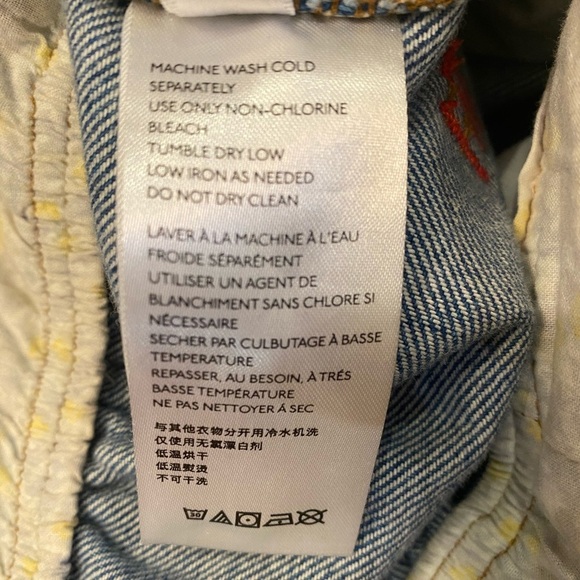 MACHINE WASH COLD
SEPARATELY
USE ONLY NON-CHLORINE
BLEACH
TUMBLE DRY LOW
LOW IRON AS NEEDED
DO NOT DRY CLEAN
LAVER À LA MACHINE À L'EAU
FROIDE SÉPARÉMENT
UTILISER UN AGENT DE
BLANCHIMENT SANS CHLORE SI
NÉCESSAIRE
SECHER PAR CULBUTAGE À BASSE
TEMPERATURE
REPASSER, AU BESOIN, À TRÉS
BASSE TEMPÉRATURE
NE PAS NETTOYER À SEC
与其他衣物分开用冷水机洗
仅使用无氯漂白剂
低温烘干
低温熨烫
不可干洗
30